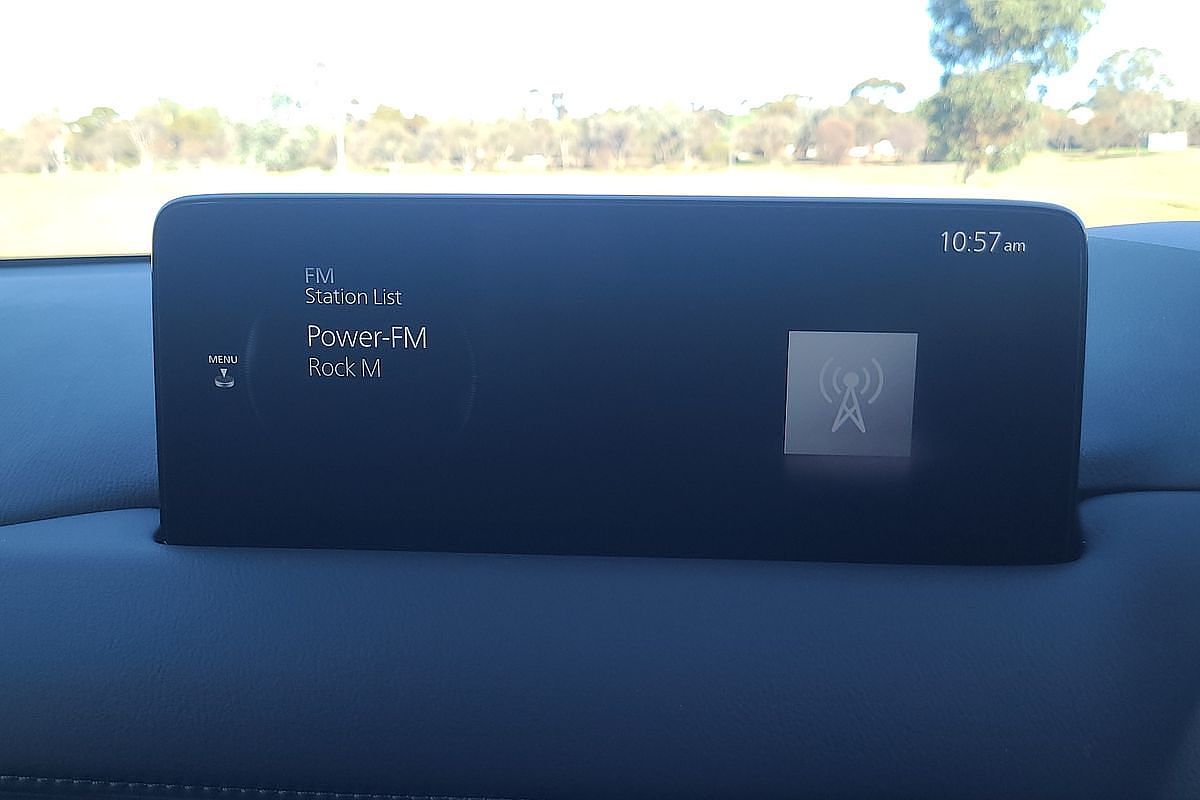 10:57 am
FM
Station List
Power-FM
Rock M
MENU